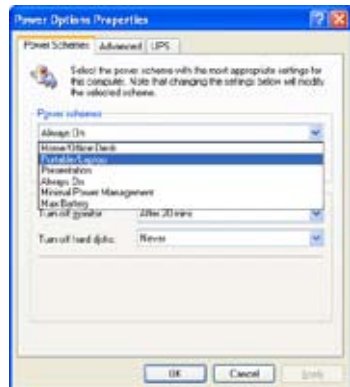 Power Options Properties
Power Schemes
Advanced
UPS
Select the power scheme with the most appropriate settings for
this computer. Note that changing the settings below will modify
the selected scheme.
Power schemes
Always On
Home/Office Desk
Portable/Laptop
Presentation
Always On
Minimal Power Management
Max Battery
Turn off monitor: After 20 mins
Turn off hard disks: Never
OK
Cancel
Apply